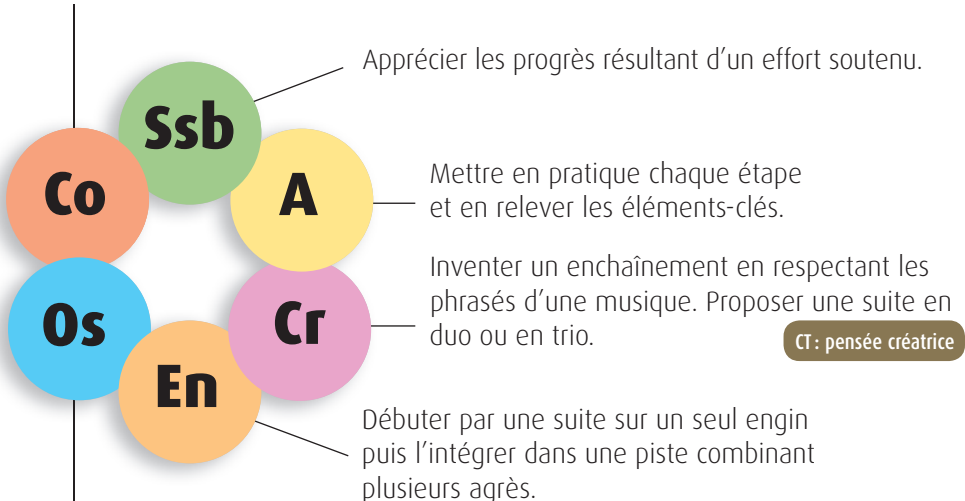 Apprécier les progrès résultant d’un effort soutenu.
Ssb
Co
A
Mettre en pratique chaque étape
et en relever les éléments-clés.
Inventer un enchaînement en respectant les
phrasés d’une musique. Proposer une suite en
duo ou en trio.
CT : pensée créatrice
Os
Cr
En
Débuter par une suite sur un seul engin
puis l’intégrer dans une piste combinant
plusieurs agrès.